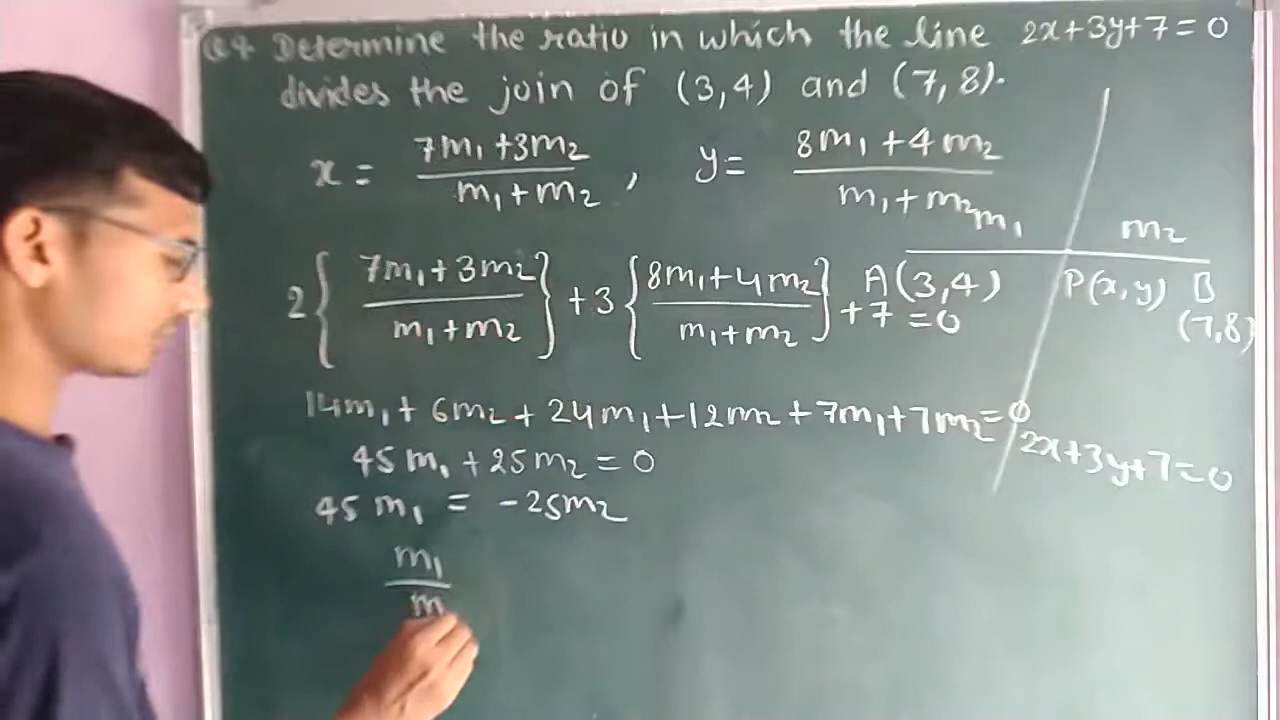 Q4 Determine the ratio in which the line 2x+3y+7=0
divides the join of (3,4) and (7,8).
x = 7m₁+3m₂ / m₁+m₂ , y = 8m₁+4m₂ / m₁+m₂
m₁ m₂
A(3,4) P(x,y) B
(7,8)
2{ 7m₁+3m₂ / m₁+m₂ } +3{ 8m₁+4m₂ / m₁+m₂ } +7 =0
14m₁+6m₂+24m₁+12m₂+7m₁+7m₂=0
2x+3y+7=0
45m₁+25m₂=0
45m₁ = -25m₂
m₁ / m